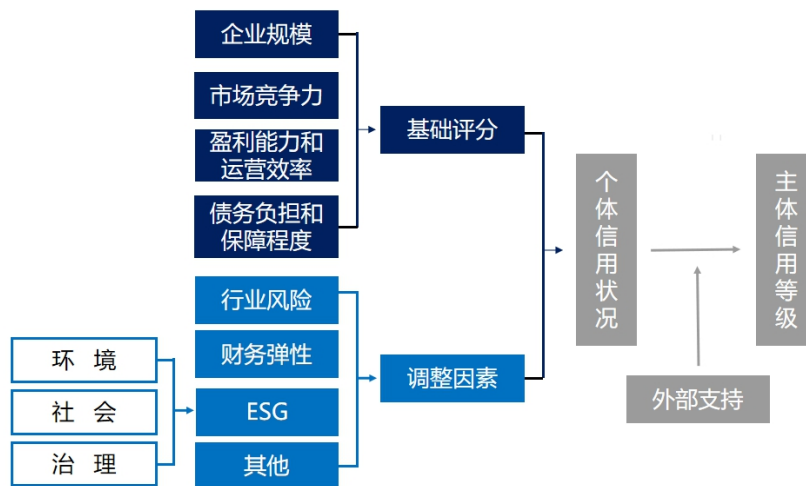 企业规模
市场竞争力
盈利能力和
运营效率
债务负担和
保障程度
基础评分
行业风险
财务弹性
ESG
其他
环 境
社 会
治 理
调整因素
个体信用状况
外部支持
主体信用等级